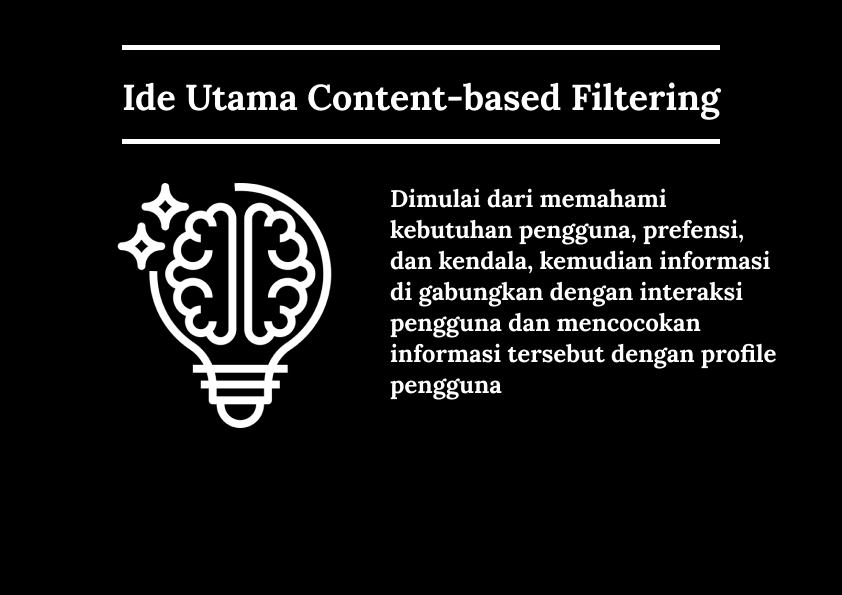 Ide Utama Content-based Filtering
Dimulai dari memahami
kebutuhan pengguna, prefensi,
dan kendala, kemudian informasi
di gabungkan dengan interaksi
pengguna dan mencocokan
informasi tersebut dengan profile
pengguna